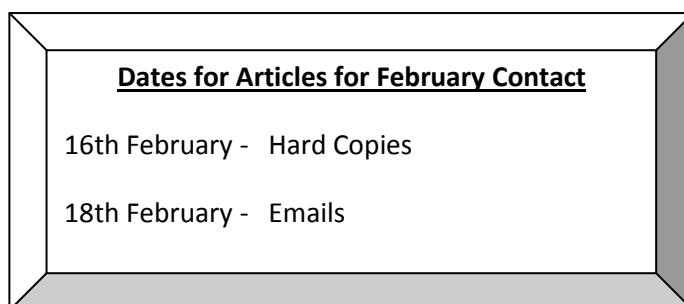 Dates for Articles for February Contact
16th February - Hard Copies
18th February - Emails